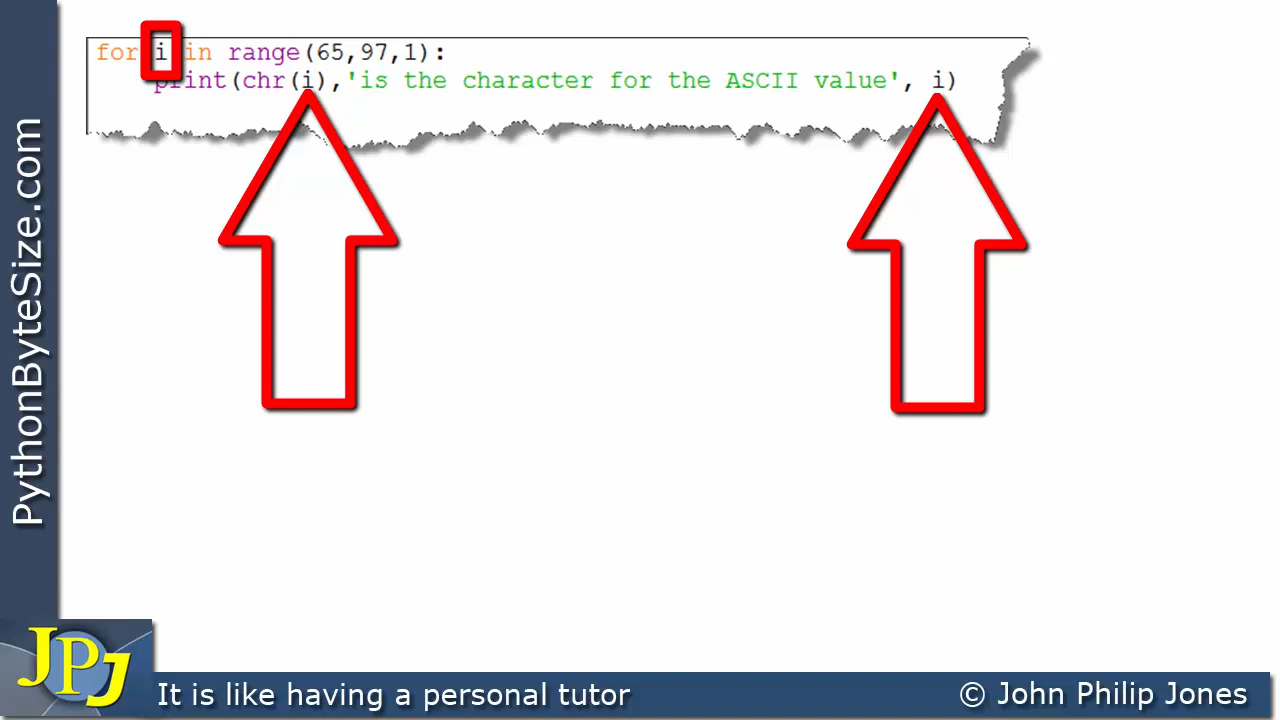 for i in range(65,97,1):
print(chr(i),'is the character for the ASCII value', i)
PythonByteSize.com
JPJ
It is like having a personal tutor
© John Philip Jones